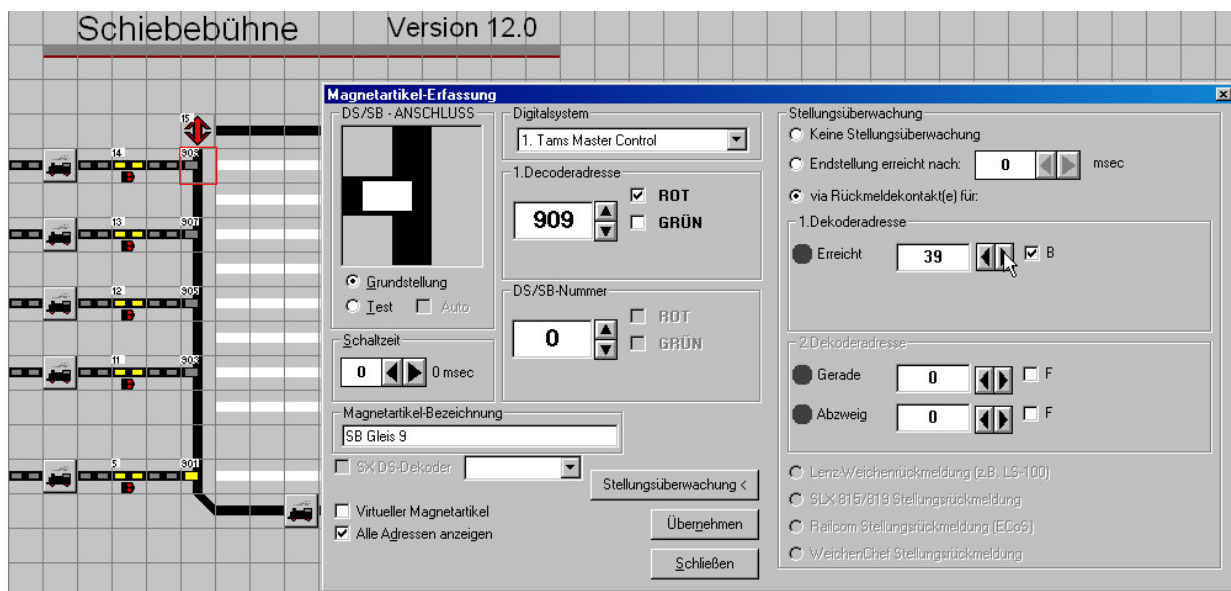 Schiebebühne Version 12.0
15
14 909
13 907
12 905
11 903
5 901
Magnetartikel-Erfassung
DS/SB - ANSCHLUSS
Grundstellung
Test Auto
Schaltzeit
0 0 msec
Digitalsystem
1. Tams Master Control
1.Decoderadresse
909 ROT
GRÜN
DS/SB-Nummer
0 ROT
GRÜN
Magnetartikel-Bezeichnung
SB Gleis 9
SX DS-Dekoder
Virtueller Magnetartikel
Alle Adressen anzeigen
Stellungsüberwachung <
Übernehmen
Schließen
Stellungsüberwachung
Keine Stellungsüberwachung
Endstellung erreicht nach: 0 msec
via Rückmeldekontakt(e) für:
1.Dekoderadresse
Erreicht 39 B
2.Dekoderadresse
Gerade 0 F
Abzweig 0 F
Lenz-Weichenrückmeldung (z.B. LS-100)
SLX 815/819 Stellungsrückmeldung
Railcom Stellungsrückmeldung (ECoS)
WeichenChef Stellungsrückmeldung